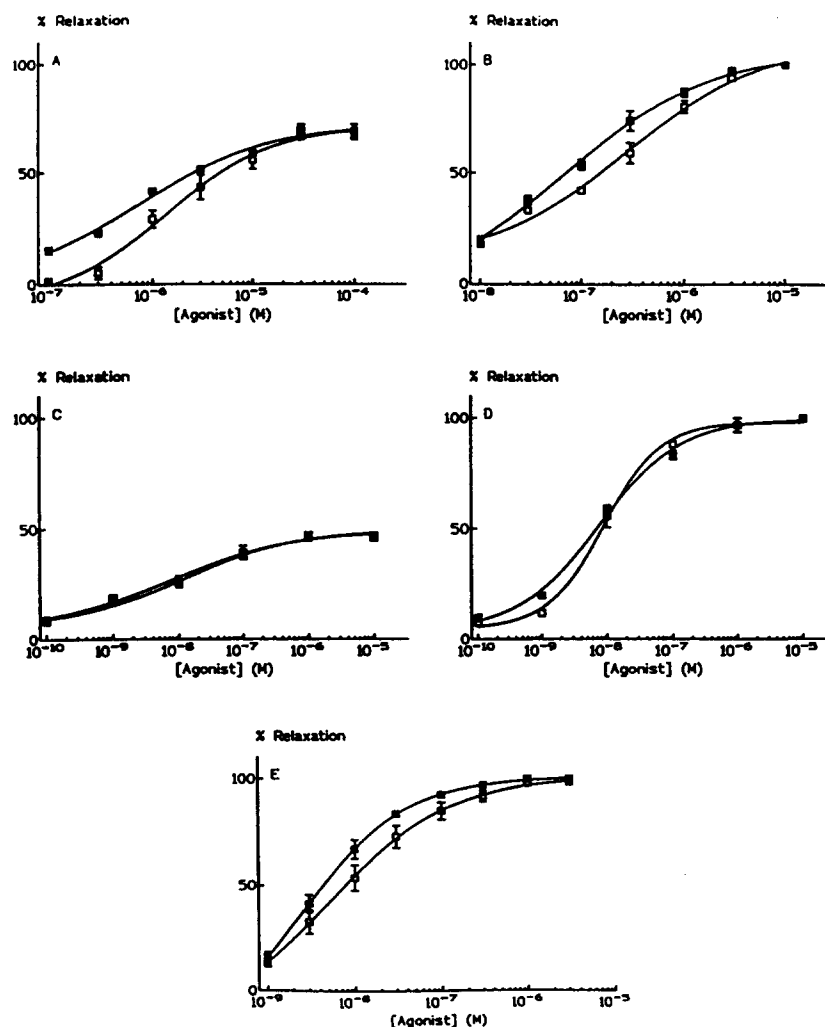 % Relaxation
A
100
50
0
10-7
10-6
10-5
10-4
[Agonist] (M)
% Relaxation
B
100
50
0
10-8
10-7
10-6
10-5
[Agonist] (M)
% Relaxation
C
100
50
0
10-10
10-9
10-8
10-7
10-6
10-5
[Agonist] (M)
% Relaxation
D
100
50
0
10-10
10-9
10-8
10-7
10-6
10-5
[Agonist] (M)
% Relaxation
E
100
50
0
10-9
10-8
10-7
10-6
10-5
[Agonist] (M)